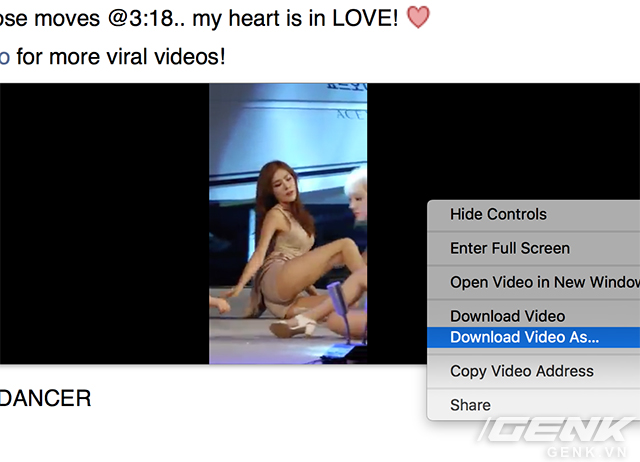 ose moves @3:18.. my heart is in LOVE!
o for more viral videos!
ACE
Hide Controls
Enter Full Screen
Open Video in New Window
Download Video
Download Video As...
Copy Video Address
Share
DANCER
GENK
GENK.VN